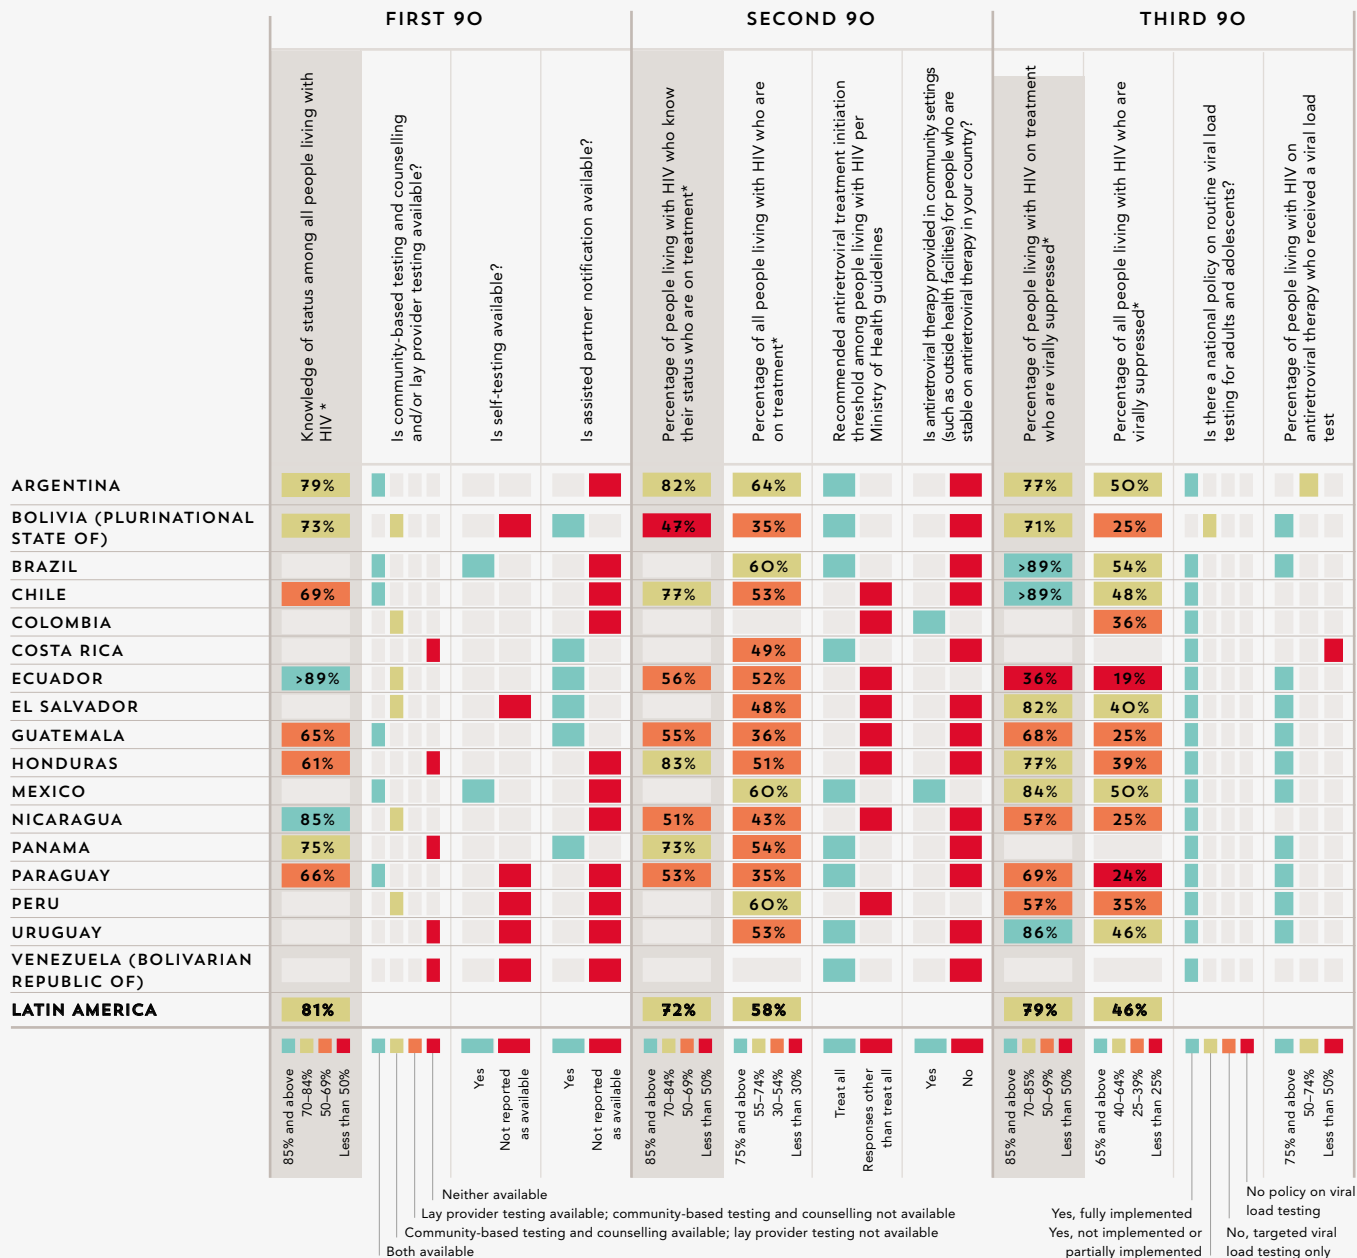 FIRST 90
SECOND 90
THIRD 90
Knowledge of status among all people living with
HIV *
Is community-based testing and counselling
and/or lay provider testing available?
Is self-testing available?
Is assisted partner notification available?
Percentage of people living with HIV who know
their status who are on treatment*
Percentage of all people living with HIV who are
on treatment*
Recommended antiretroviral treatment initiation
threshold among people living with HIV per
Ministry of Health guidelines
Is antiretroviral therapy provided in community settings
(such as outside health facilities) for people who are
stable on antiretroviral therapy in your country?
Percentage of people living with HIV on treatment
who are virally suppressed*
Percentage of all people living with HIV who are
virally suppressed*
Is there a national policy on routine viral load
testing for adults and adolescents?
Percentage of people living with HIV on
antiretroviral therapy who received a viral load
test
ARGENTINA 79% 82% 64% 77% 50%
BOLIVIA (PLURINATIONAL
STATE OF) 73% 47% 35% 71% 25%
BRAZIL 60% >89% 54%
CHILE 69% 77% 53% >89% 48%
COLOMBIA 36%
COSTA RICA 49%
ECUADOR >89% 56% 52% 36% 19%
EL SALVADOR 48% 82% 40%
GUATEMALA 65% 55% 36% 68% 25%
HONDURAS 61% 83% 51% 77% 39%
MEXICO 60% 84% 50%
NICARAGUA 85% 51% 43% 57% 25%
PANAMA 75% 73% 54%
PARAGUAY 66% 53% 35% 69% 24%
PERU 60% 57% 35%
URUGUAY 53% 86% 46%
VENEZUELA (BOLIVARIAN
REPUBLIC OF)
LATIN AMERICA 81% 72% 58% 79% 46%
85% and above
70–84%
50–69%
Less than 50%
Yes
Not reported
as available
Yes
Not reported
as available
85% and above
70–84%
50–69%
Less than 50%
75% and above
55–74%
30–54%
Less than 30%
Treat all
Responses other
than treat all
Yes
No
85% and above
70–85%
50–69%
Less than 50%
65% and above
40–64%
25–39%
Less than 25%
75% and above
50–74%
Less than 50%
Neither available
Lay provider testing available; community-based testing and counselling not available
Community-based testing and counselling available; lay provider testing not available
Both available
Yes, fully implemented
Yes, not implemented or
partially implemented
No policy on viral
load testing
No, targeted viral
load testing only